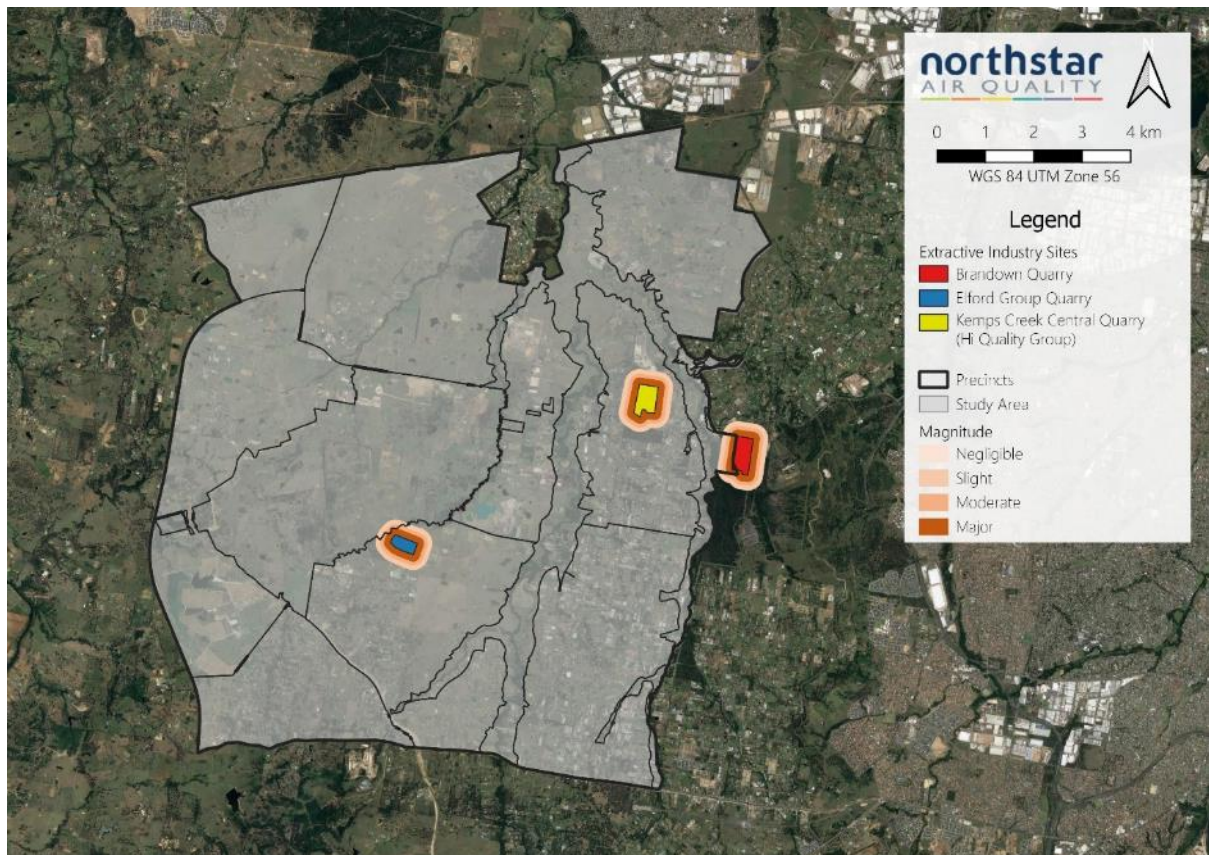 northstar
AIR QUALITY
N
0 1 2 3 4 km
WGS 84 UTM Zone 56
Legend
Extractive Industry Sites
Brandown Quarry
Elford Group Quarry
Kemps Creek Central Quarry
(Hi Quality Group)
Precincts
Study Area
Magnitude
Negligible
Slight
Moderate
Major